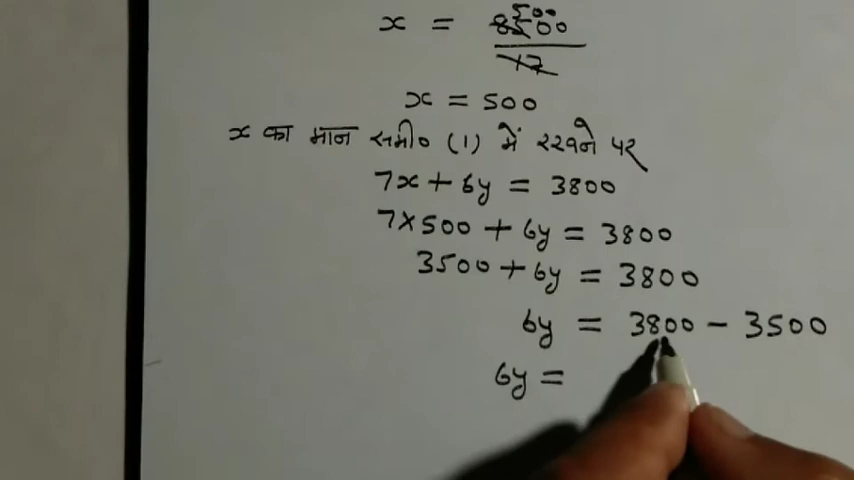 x = 8500/17 500
x = 500
x का मान समी० (1) में रखने पर
7x + 6y = 3800
7×500 + 6y = 3800
3500 + 6y = 3800
6y = 3800 - 3500
6y =